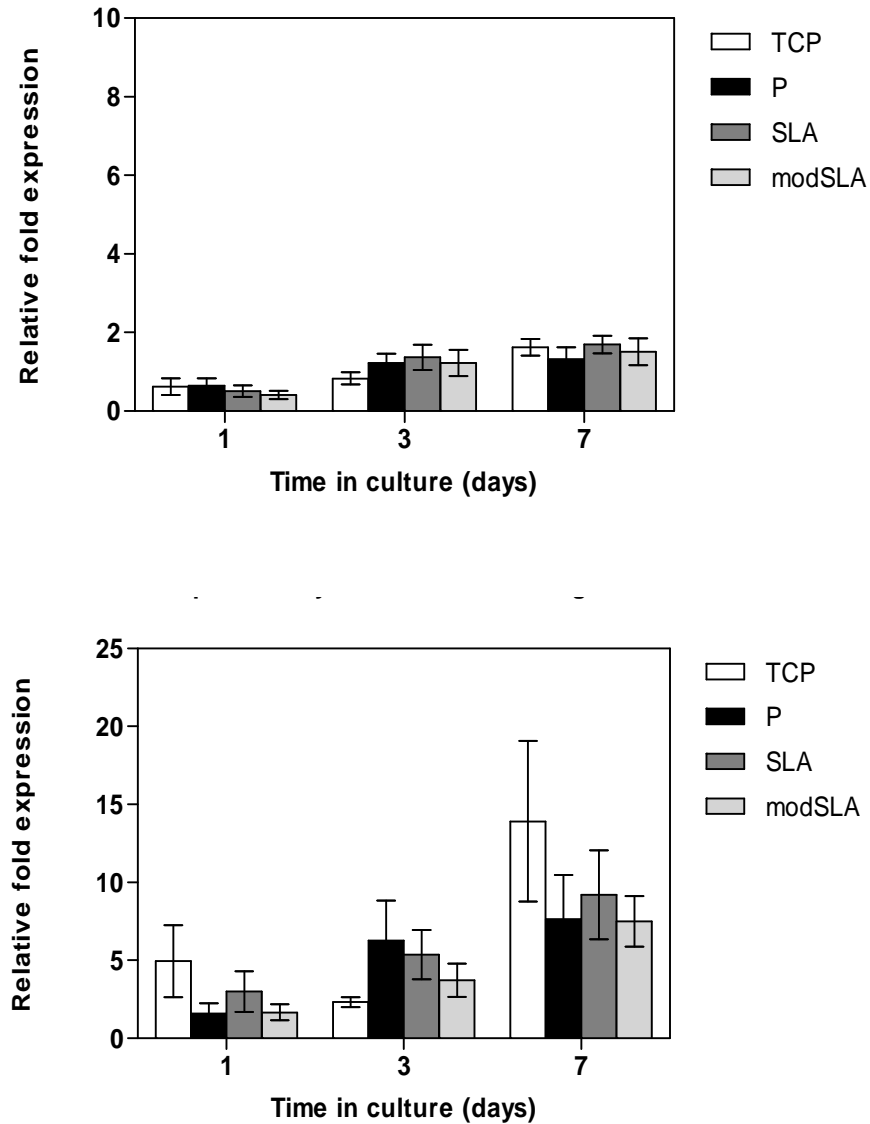 10
8
6
4
2
0
Relative fold expression
1 3 7
Time in culture (days)
TCP
P
SLA
modSLA
25
20
15
10
5
0
Relative fold expression
1 3 7
Time in culture (days)
TCP
P
SLA
modSLA